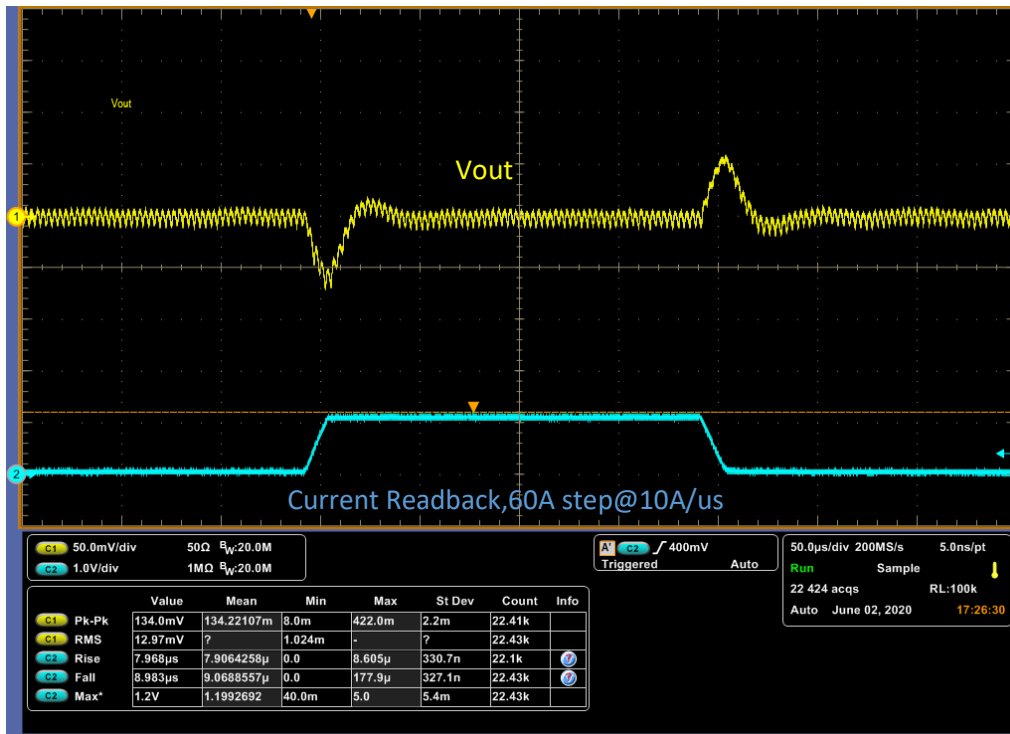 Vout
Vout
1
2
Current Readback,60A step@10A/us
C1 50.0mV/div 50Ω BW:20.0M
C2 1.0V/div 1MΩ BW:20.0M
A' C2 400mV
Triggered Auto
50.0µs/div 200MS/s 5.0ns/pt
Run Sample
22 424 acqs RL:100k
Auto June 02, 2020 17:26:30
Value Mean Min Max St Dev Count Info
C1 Pk-Pk 134.0mV 134.22107m 8.0m 422.0m 2.2m 22.41k
C1 RMS 12.97mV ? 1.024m - ? 22.43k
C2 Rise 7.968µs 7.9064258µ 0.0 8.605µ 330.7n 22.1k
C2 Fall 8.983µs 9.0688557µ 0.0 177.9µ 327.1n 22.43k
C2 Max* 1.2V 1.1992692 40.0m 5.0 5.4m 22.43k